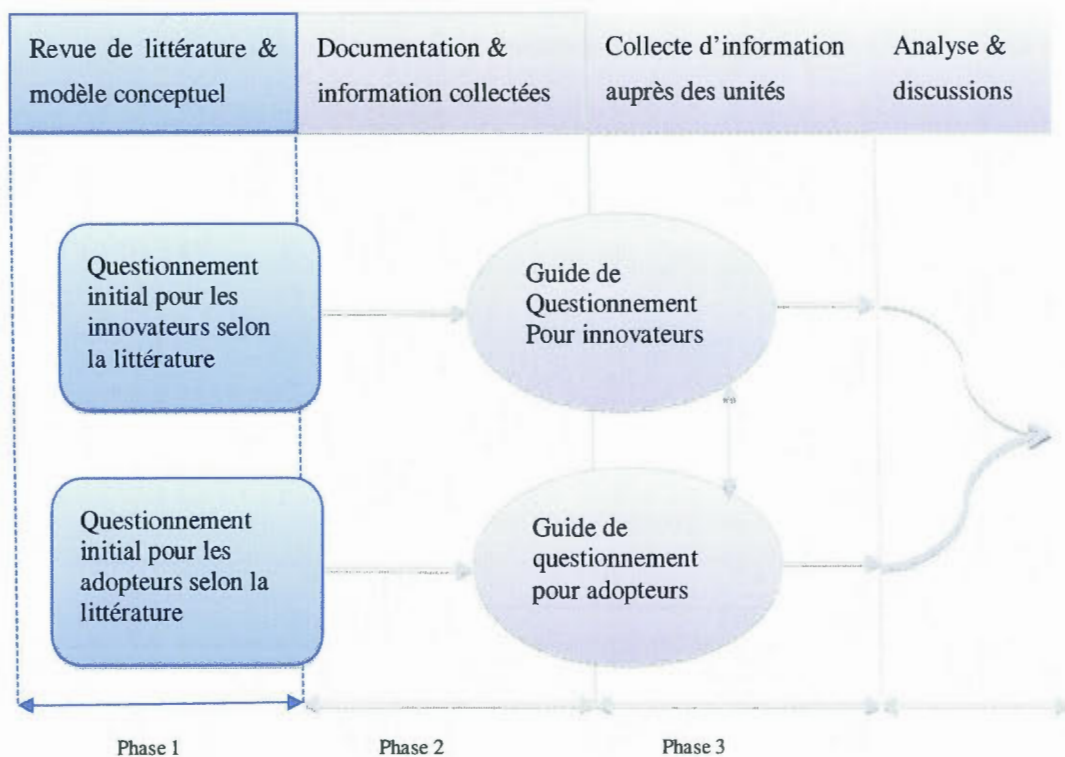 Revue de littérature &
modèle conceptuel
Documentation &
information collectées
Collecte d’information
auprès des unités
Analyse &
discussions
Questionnement
initial pour les
innovateurs selon
la littérature
Guide de
Questionnement
Pour innovateurs
Questionnement
initial pour les
adopteurs selon la
littérature
Guide de
questionnement
pour adopteurs
Phase 1
Phase 2
Phase 3